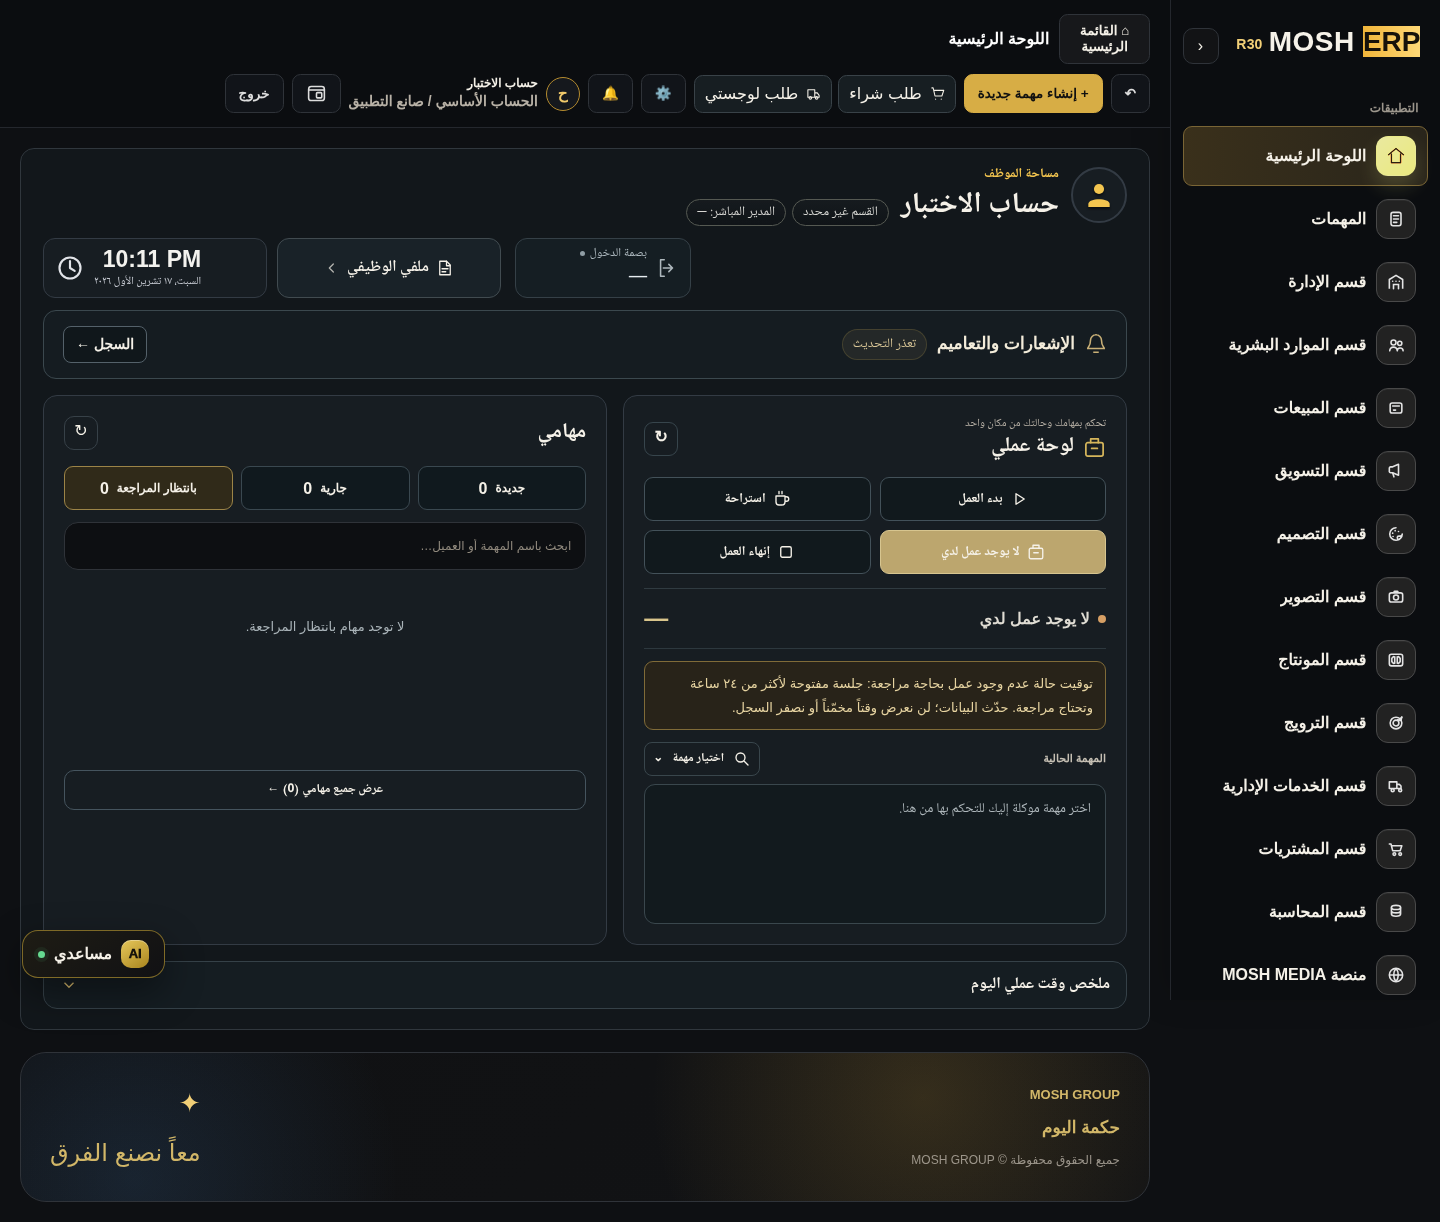 MOSH ERP R30
‹
التطبيقات
اللوحة الرئيسية
المهمات
قسم الإدارة
قسم الموارد البشرية
قسم المبيعات
قسم التسويق
قسم التصميم
قسم التصوير
قسم المونتاج
قسم الترويج
قسم الخدمات الإدارية
قسم المشتريات
قسم المحاسبة
منصة MOSH MEDIA
⌂ القائمة
الرئيسية
اللوحة الرئيسية
↶
+ إنشاء مهمة جديدة
طلب شراء
طلب لوجستي
ح
حساب الاختبار
الحساب الأساسي / صانع التطبيق
خروج
مساحة الموظف
حساب الاختبار
القسم غير محدد
المدير المباشر: —
بصمة الدخول
—
ملفي الوظيفي
10:11 PM
السبت، ١٧ تشرين الأول ٢٠٢٦
الإشعارات والتعاميم
تعذر التحديث
السجل ←
تحكم بمهامك وحالتك من مكان واحد
لوحة عملي
↻
بدء العمل
استراحة
لا يوجد عمل لدي
إنهاء العمل
لا يوجد عمل لدي
—
توقيت حالة عدم وجود عمل بحاجة مراجعة: جلسة مفتوحة لأكثر من ٢٤ ساعة
وتحتاج مراجعة. حدّث البيانات؛ لن نعرض وقتاً مخمّناً أو نصفر السجل.
المهمة الحالية
اختيار مهمة
اختر مهمة موكلة إليك للتحكم بها من هنا.
مهامي
↻
جديدة 0
جارية 0
بانتظار المراجعة 0
ابحث باسم المهمة أو العميل...
لا توجد مهام بانتظار المراجعة.
عرض جميع مهامي (0) ←
ملخص وقت عملي اليوم
AI مساعدي
MOSH GROUP
حكمة اليوم
جميع الحقوق محفوظة © MOSH GROUP
✦
معاً نصنع الفرق